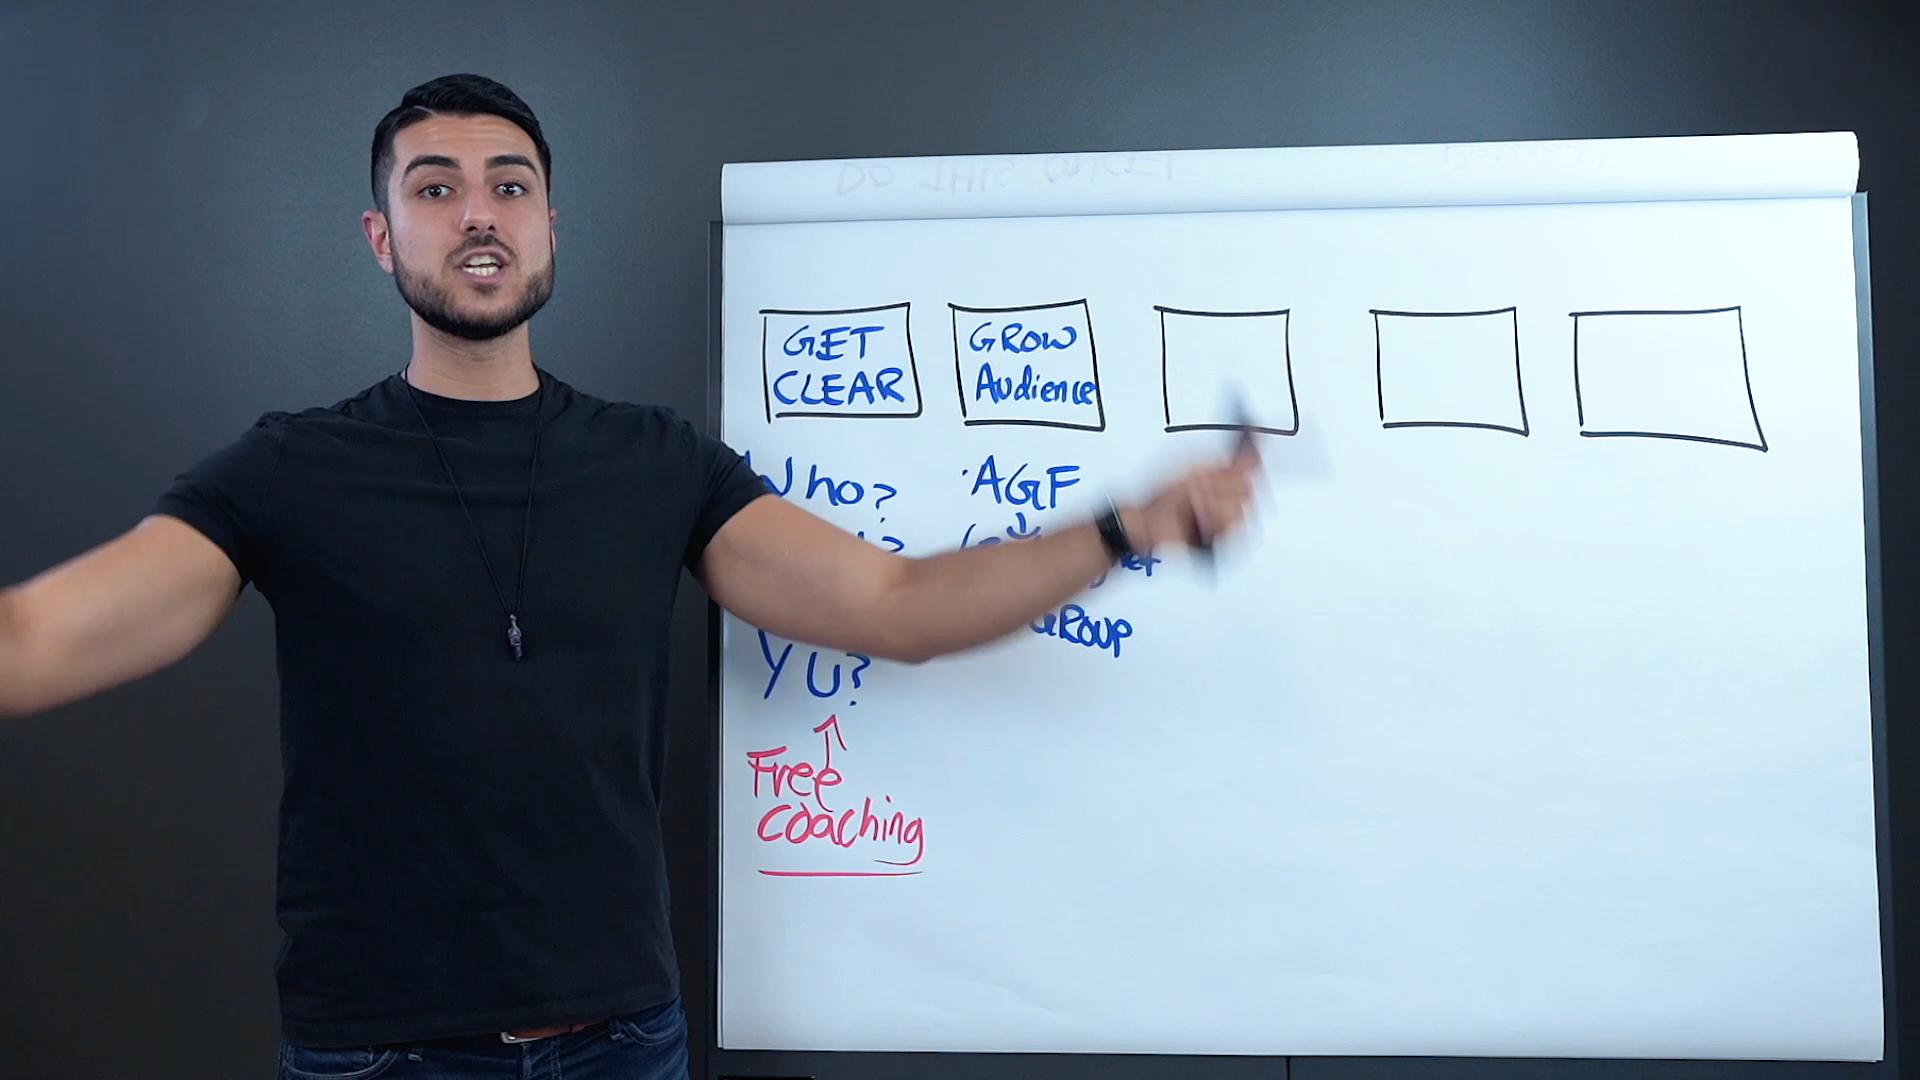 GET
CLEAR
GROW
Audience
Who?
YU?
Free
coaching
·AGF
GROUP